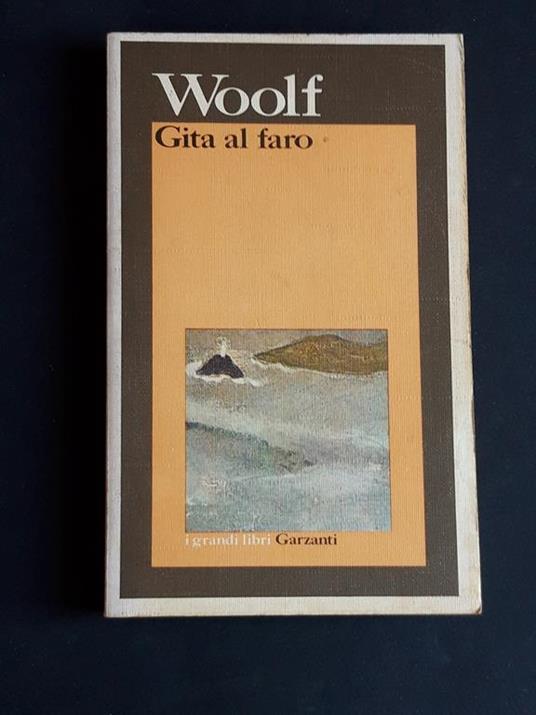 Woolf
Gita al faro
i grandi libri Garzanti